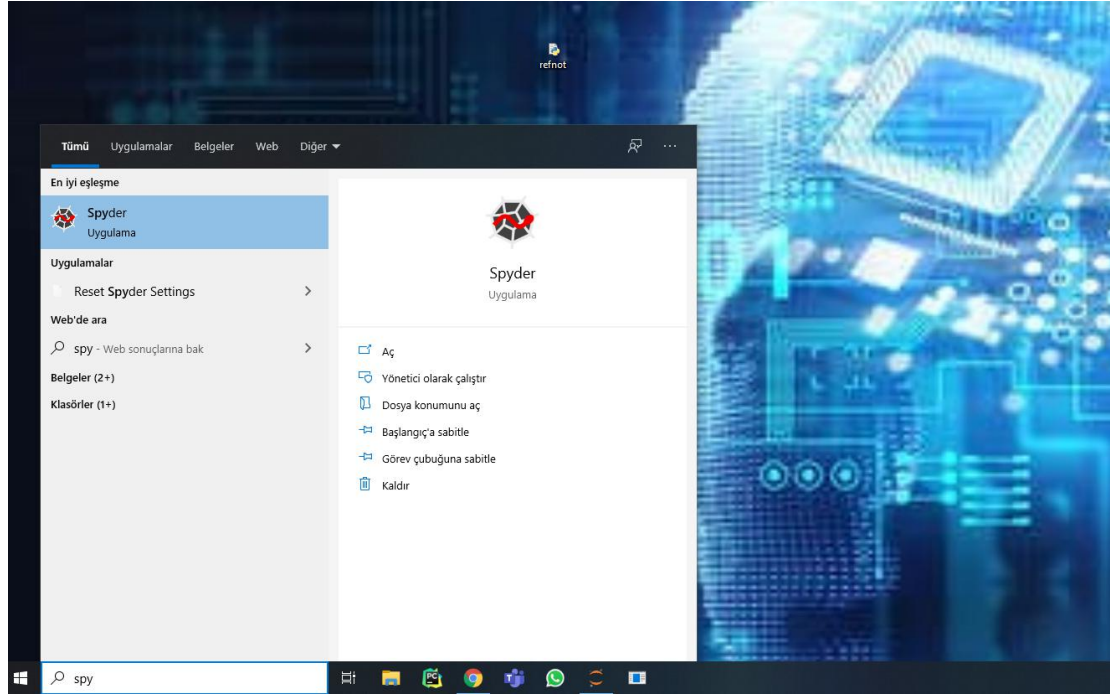 refnot
Tümü Uygulamalar Belgeler Web Diğer
En iyi eşleşme
Spyder
Uygulama
Uygulamalar
Reset Spyder Settings
Web'de ara
spy - Web sonuçlarına bak
Belgeler (2+)
Klasörler (1+)
Spyder
Uygulama
Aç
Yönetici olarak çalıştır
Dosya konumunu aç
Başlangıç'a sabitle
Görev çubuğuna sabitle
Kaldır
spy